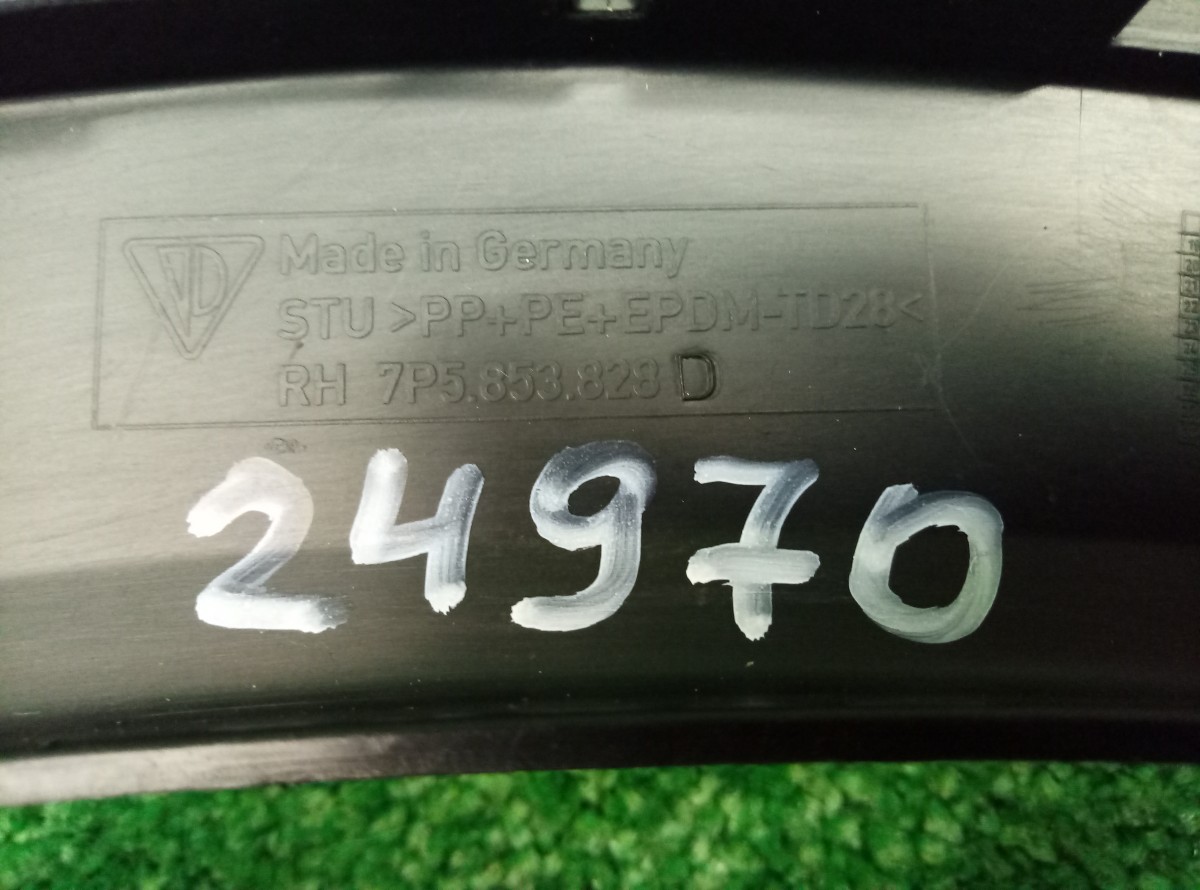 Made in Germany
STU >PP+PE+EPDM-TD28<
RH 7P5.853.828 D
24970